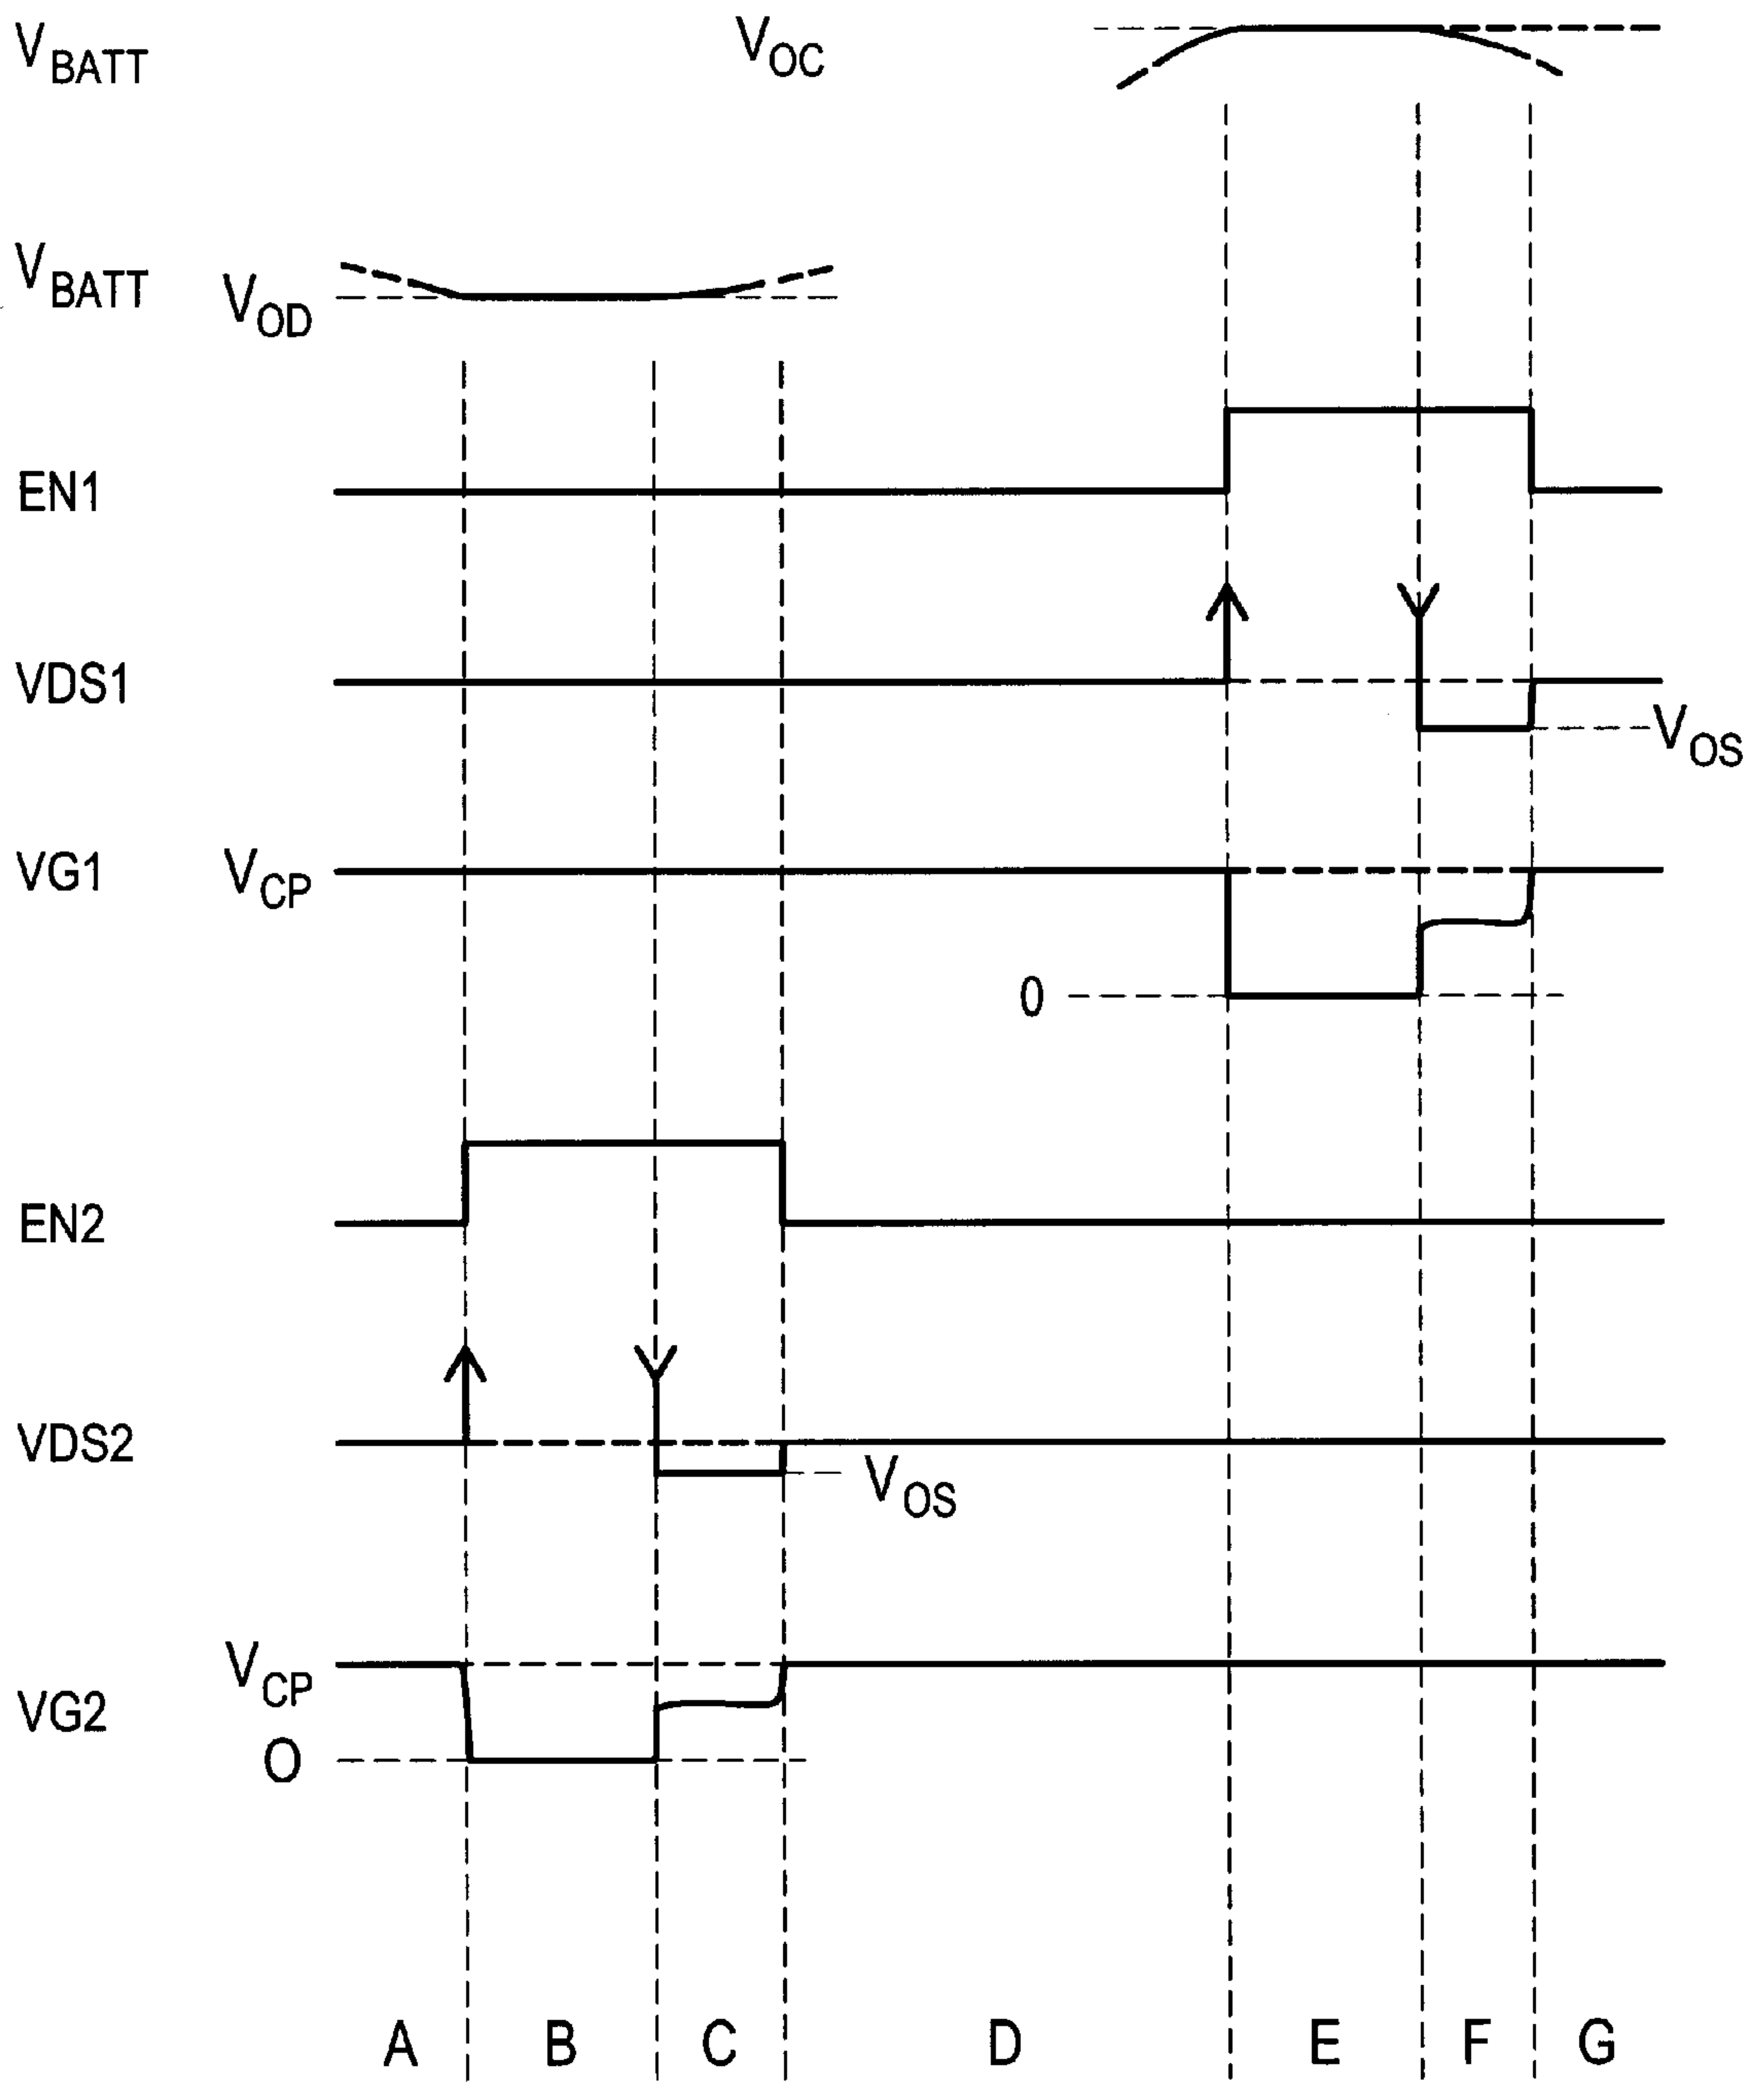 VBATT VOC
VBATT VOD
EN1
VDS1
VOS
VG1 VCP
0
EN2
VDS2
VOS
VCP
VG2
O
A B C D E F G